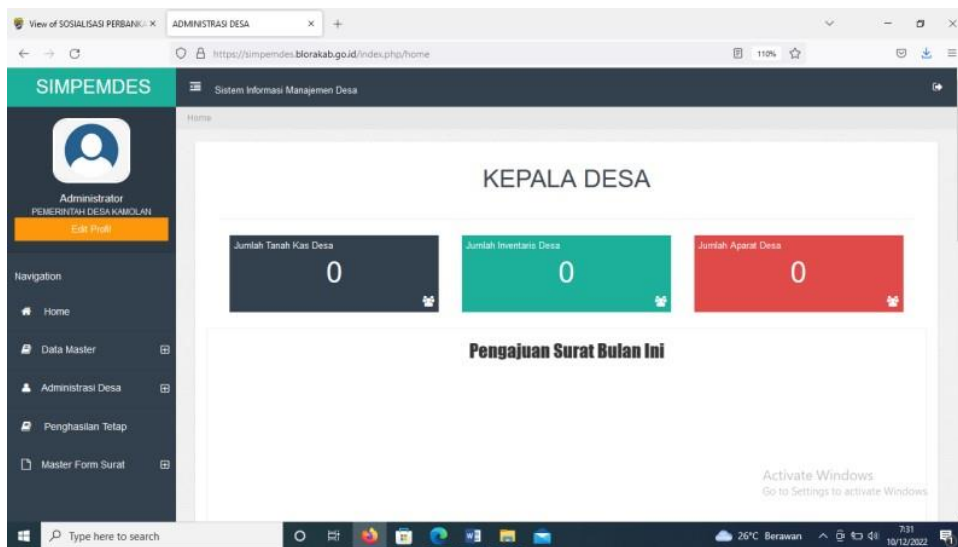 View of SOSIALISASI PERBANKA
ADMINISTRASI DESA
https://simpemdes.blorakab.go.id/index.php/home
110%
SIMPEMDES
Sistem Informasi Manajemen Desa
Home
Administrator
PEMERINTAH DESA KAMOLAN
Edit Profil
Navigation
Home
Data Master
Administrasi Desa
Penghasilan Tetap
Master Form Surat
KEPALA DESA
Jumlah Tanah Kas Desa
0
Jumlah Inventaris Desa
0
Jumlah Aparat Desa
0
Pengajuan Surat Bulan Ini
Activate Windows
Go to Settings to activate Windows.
Type here to search
26°C Berawan
7:31
10/12/2022